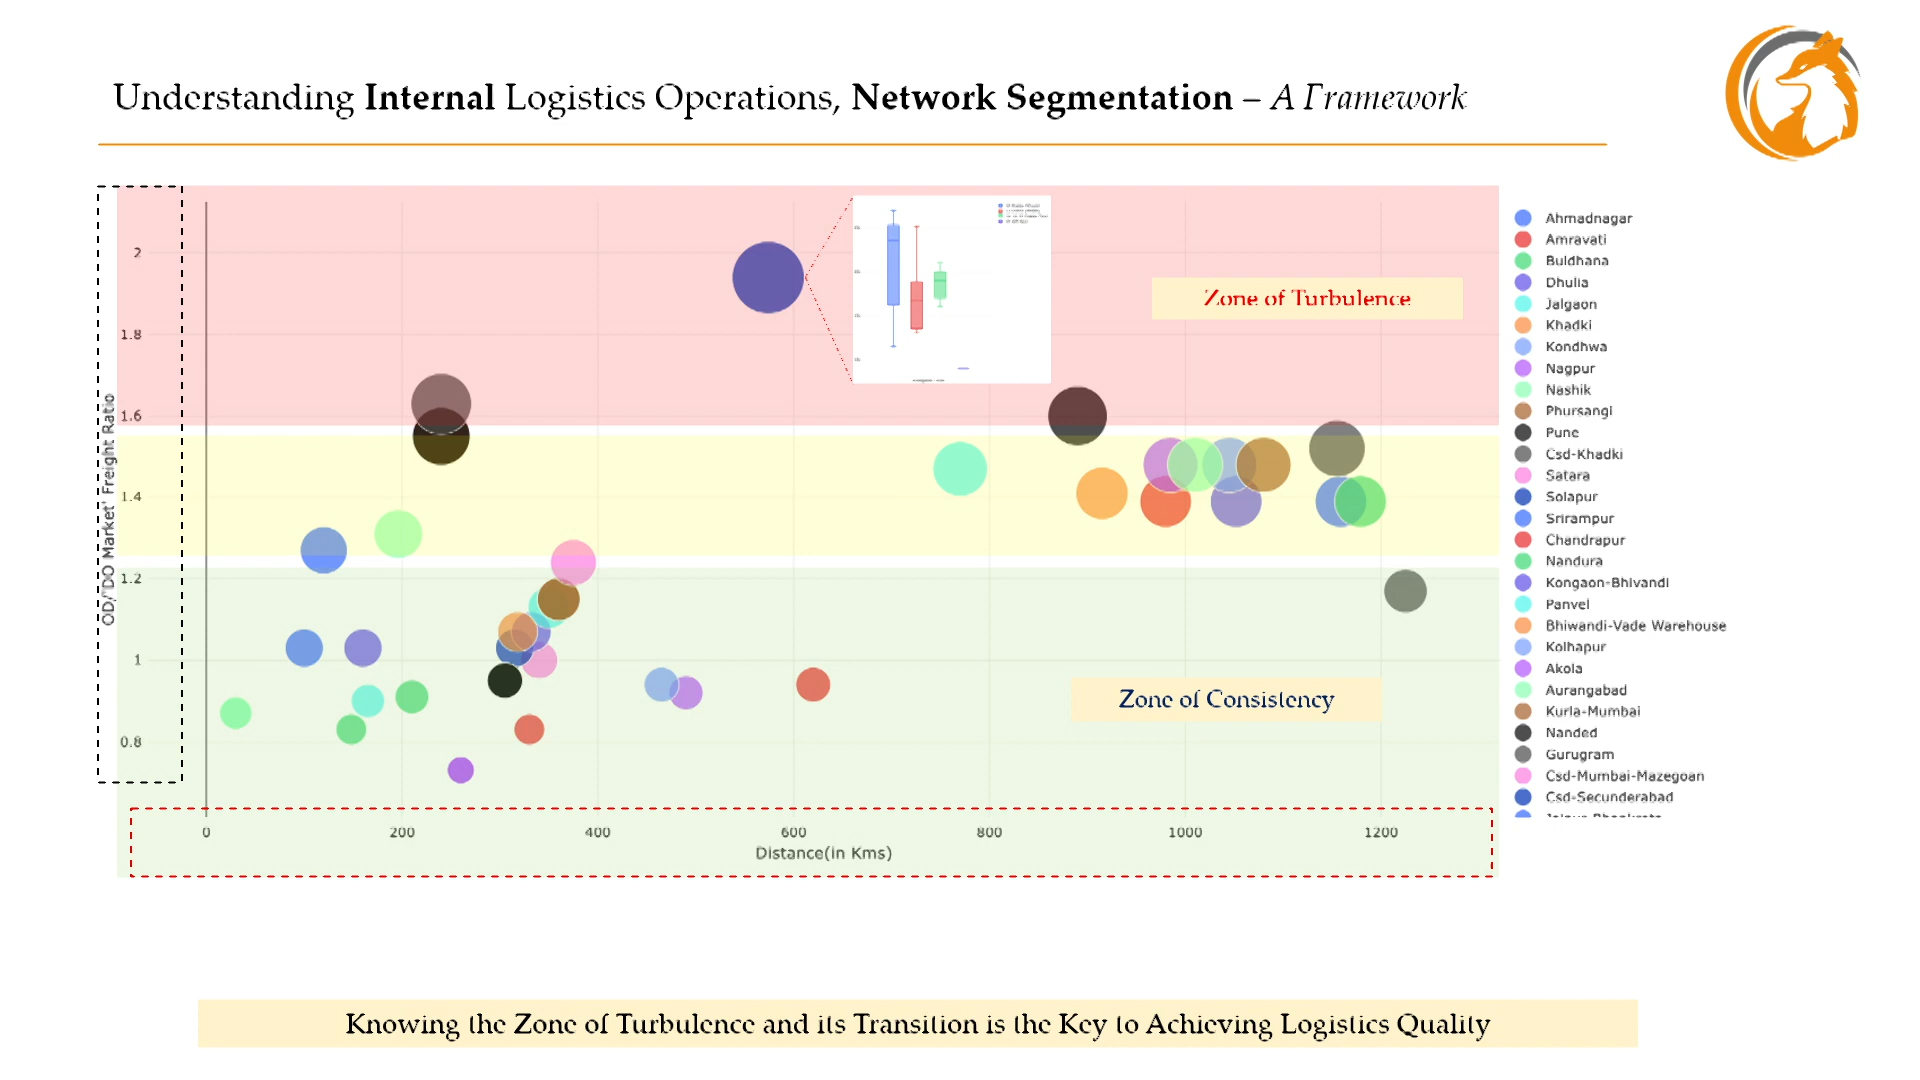 Understanding Internal Logistics Operations, Network Segmentation – A Framework
OD/'DO Market' Freight Ratio
2
1.8
1.6
1.4
1.2
1
0.8
Zone of Turbulence
Zone of Consistency
0
200
400
600
800
1000
1200
Distance(in Kms)
Ahmadnagar
Amravati
Buldhana
Dhulia
Jalgaon
Khadki
Kondhwa
Nagpur
Nashik
Phursangi
Pune
Csd-Khadki
Satara
Solapur
Srirampur
Chandrapur
Nandura
Kongaon-Bhivandi
Panvel
Bhiwandi-Vade Warehouse
Kolhapur
Akola
Aurangabad
Kurla-Mumbai
Nanded
Gurugram
Csd-Mumbai-Mazegoan
Csd-Secunderabad
Knowing the Zone of Turbulence and its Transition is the Key to Achieving Logistics Quality